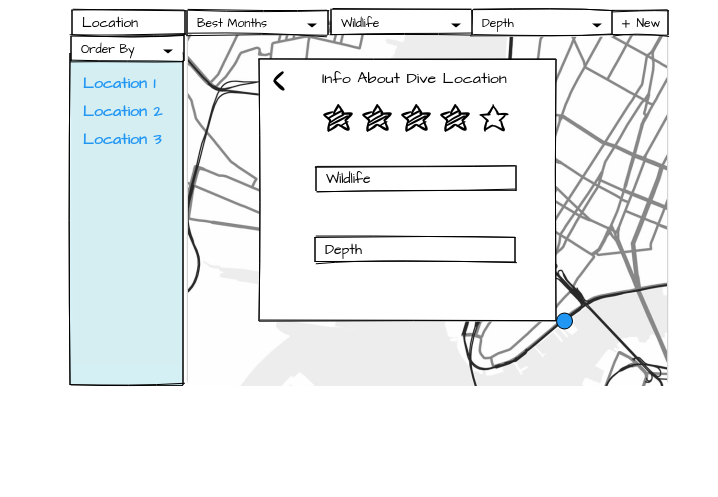 Location
Best Months
Wildlife
Depth
+ New
Order By
Location 1
Location 2
Location 3
Info About Dive Location
Wildlife
Depth